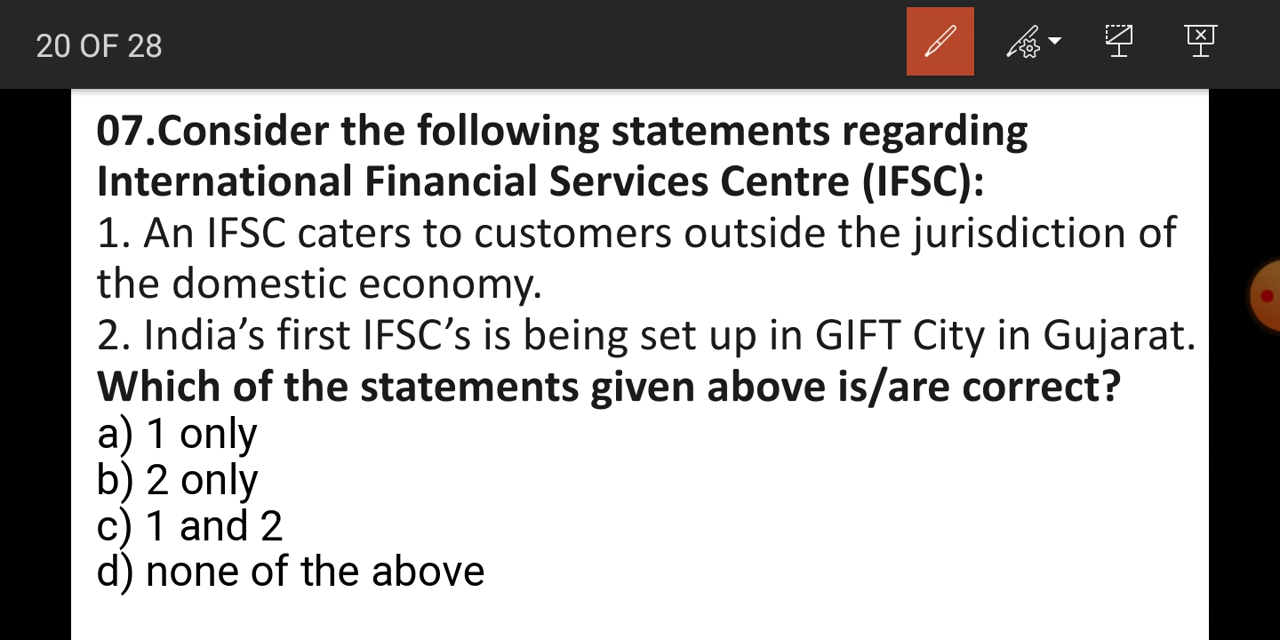 20 OF 28
07.Consider the following statements regarding
International Financial Services Centre (IFSC):
1. An IFSC caters to customers outside the jurisdiction of
the domestic economy.
2. India’s first IFSC’s is being set up in GIFT City in Gujarat.
Which of the statements given above is/are correct?
a) 1 only
b) 2 only
c) 1 and 2
d) none of the above